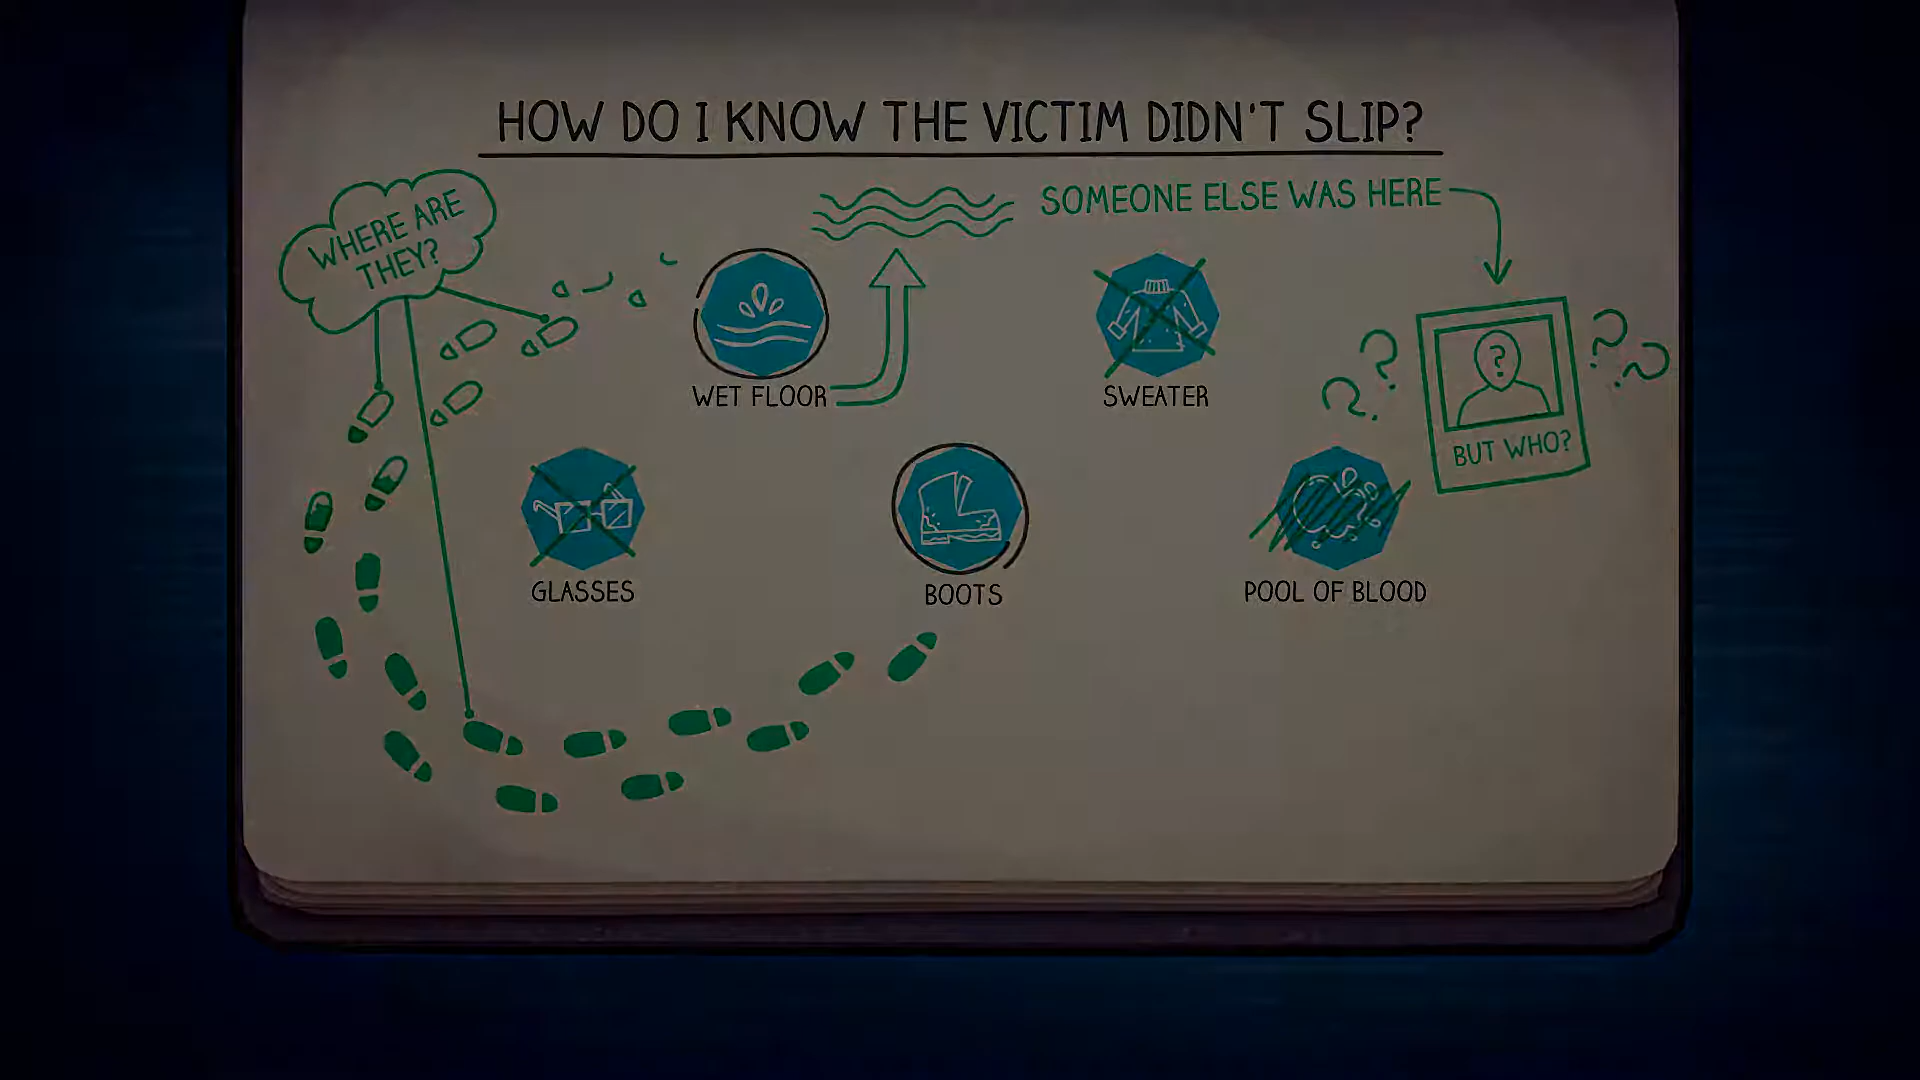 HOW DO I KNOW THE VICTIM DIDN'T SLIP?
WHERE ARE
THEY?
SOMEONE ELSE WAS HERE
?
?
?
?
?
BUT WHO?
WET FLOOR
SWEATER
GLASSES
BOOTS
POOL OF BLOOD